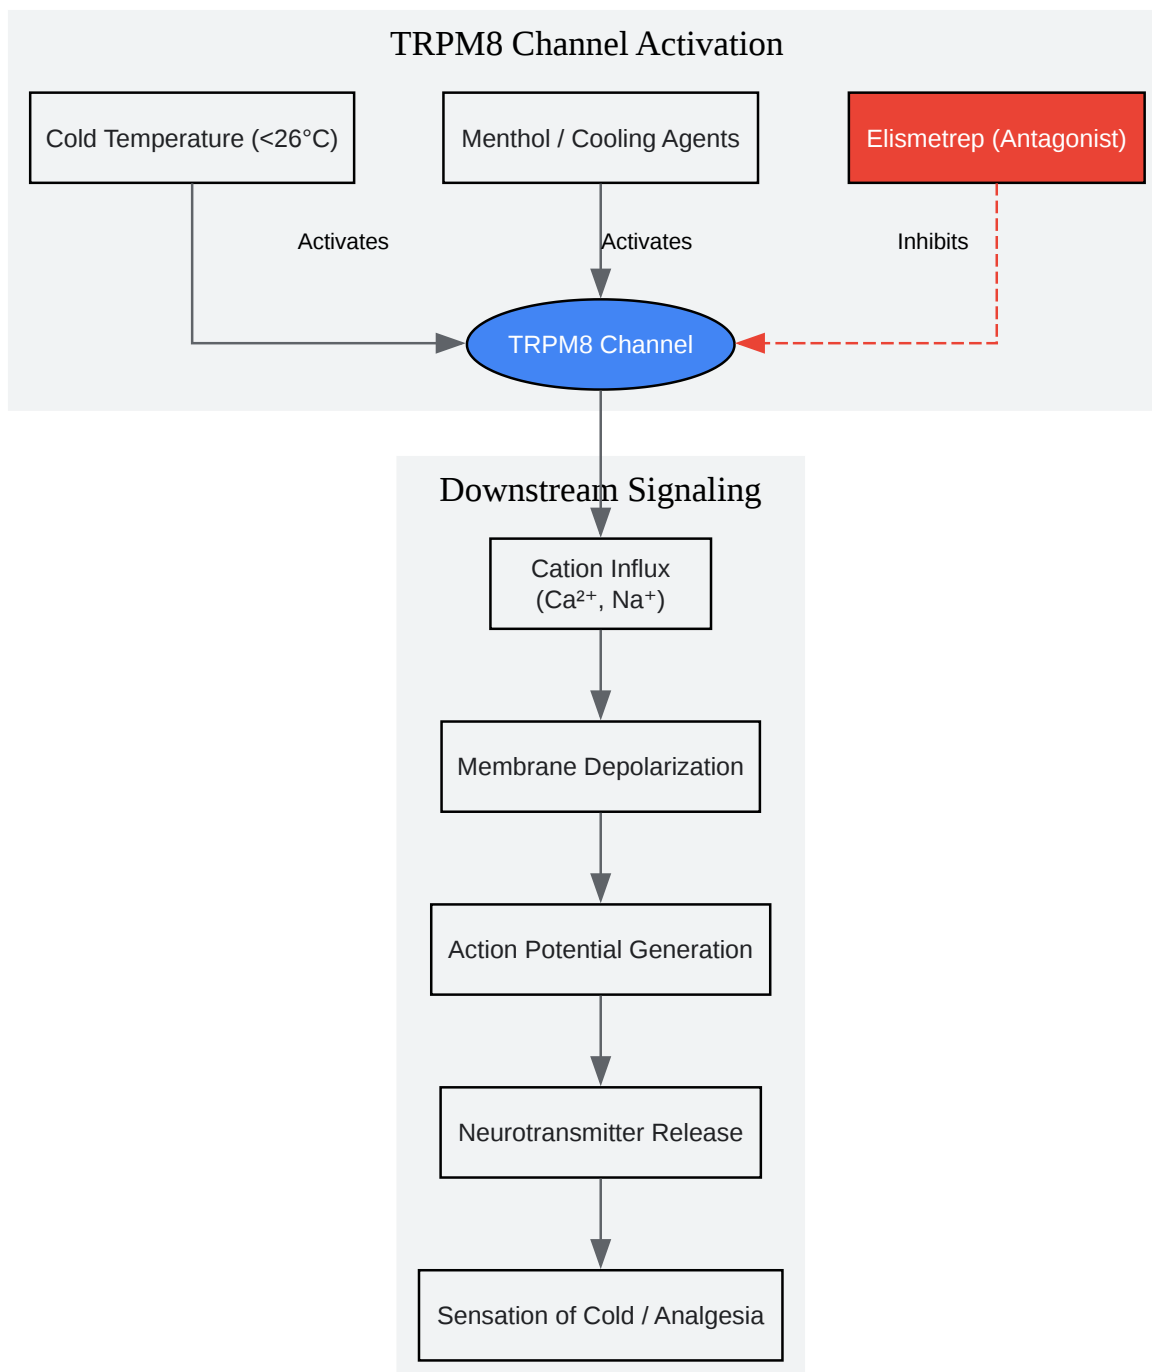 TRPM8 Channel Activation
Cold Temperature (<26°C)
Menthol / Cooling Agents
Elismetrep (Antagonist)
Activates
Activates
Inhibits
TRPM8 Channel
Downstream Signaling
Cation Influx
(Ca²⁺, Na⁺)
Membrane Depolarization
Action Potential Generation
Neurotransmitter Release
Sensation of Cold / Analgesia